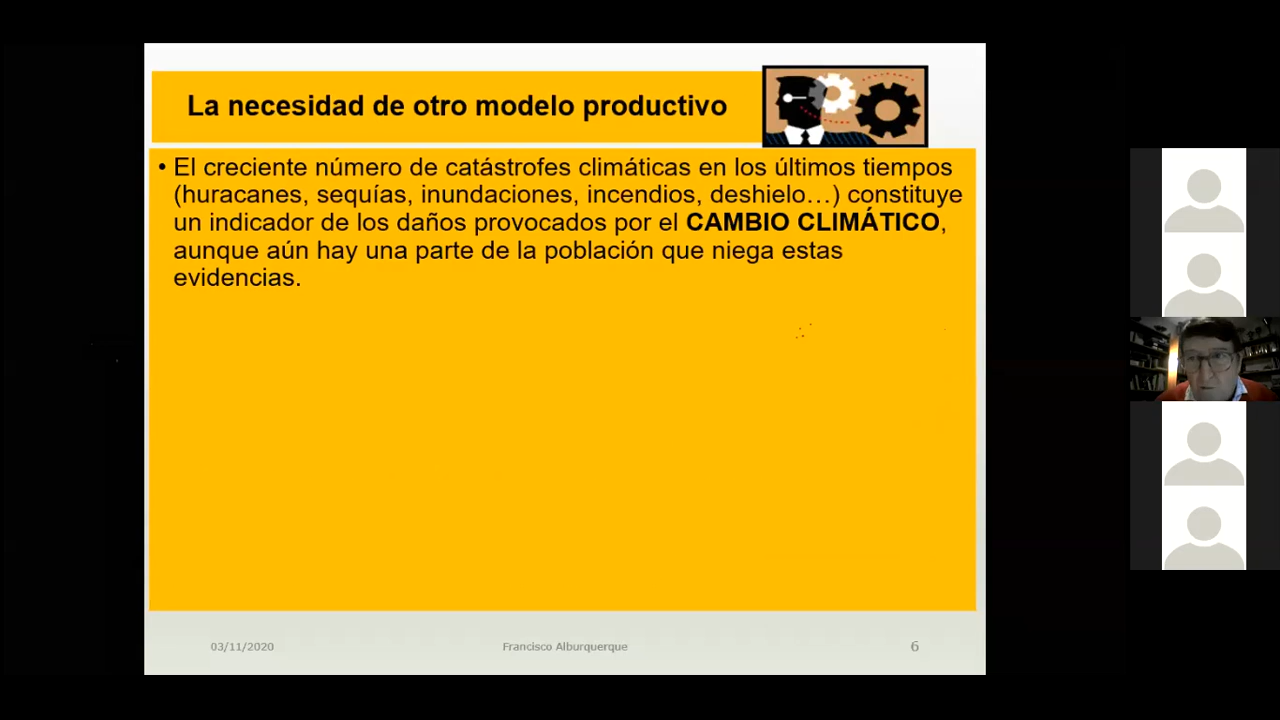 La necesidad de otro modelo productivo
• El creciente número de catástrofes climáticas en los últimos tiempos
(huracanes, sequías, inundaciones, incendios, deshielo…) constituye
un indicador de los daños provocados por el CAMBIO CLIMÁTICO,
aunque aún hay una parte de la población que niega estas
evidencias.
03/11/2020
Francisco Alburquerque
6